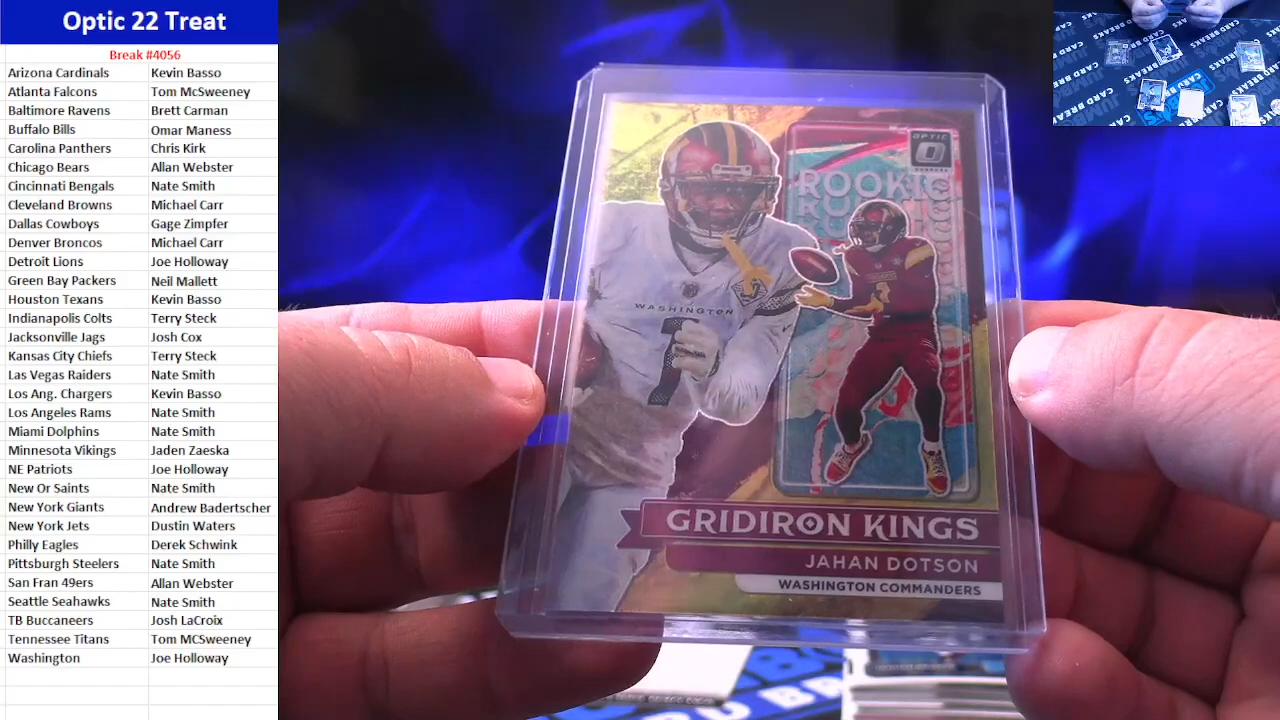 Optic 22 Treat
Break #4056
Arizona Cardinals Kevin Basso
Atlanta Falcons Tom McSweeney
Baltimore Ravens Brett Carman
Buffalo Bills Omar Maness
Carolina Panthers Chris Kirk
Chicago Bears Allan Webster
Cincinnati Bengals Nate Smith
Cleveland Browns Michael Carr
Dallas Cowboys Gage Zimpfer
Denver Broncos Michael Carr
Detroit Lions Joe Holloway
Green Bay Packers Neil Mallett
Houston Texans Kevin Basso
Indianapolis Colts Terry Steck
Jacksonville Jags Josh Cox
Kansas City Chiefs Terry Steck
Las Vegas Raiders Nate Smith
Los Ang. Chargers Kevin Basso
Los Angeles Rams Nate Smith
Miami Dolphins Nate Smith
Minnesota Vikings Jaden Zaeska
NE Patriots Joe Holloway
New Or Saints Nate Smith
New York Giants Andrew Badertscher
New York Jets Dustin Waters
Philly Eagles Derek Schwink
Pittsburgh Steelers Nate Smith
San Fran 49ers Allan Webster
Seattle Seahawks Nate Smith
TB Buccaneers Josh LaCroix
Tennessee Titans Tom MCSweeney
Washington Joe Holloway
OPTIC
ROOKIE
WASHINGTON
1
GRIDIRON KINGS
JAHAN DOTSON
WASHINGTON COMMANDERS
CARD BREAKS